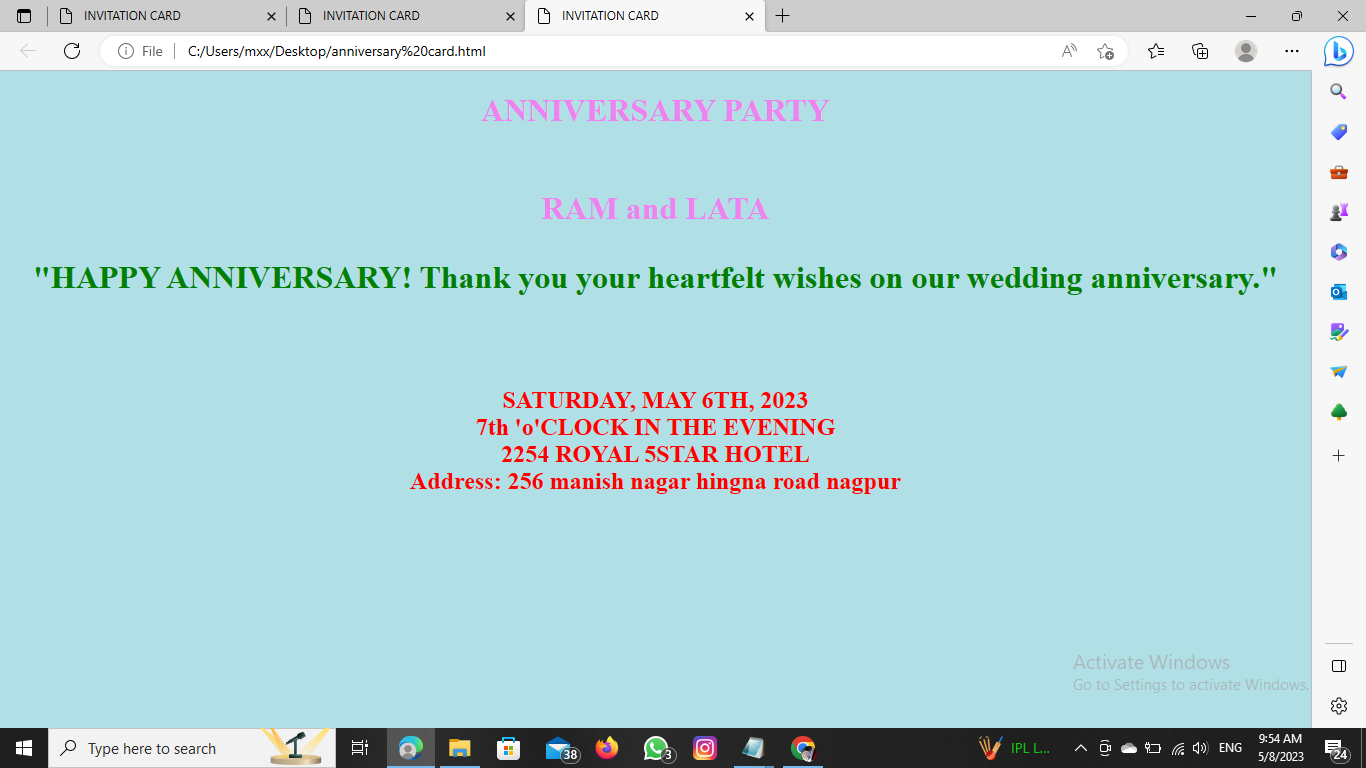 INVITATION CARD
INVITATION CARD
INVITATION CARD
File
C:/Users/mxx/Desktop/anniversary%20card.html
ANNIVERSARY PARTY
RAM and LATA
"HAPPY ANNIVERSARY! Thank you your heartfelt wishes on our wedding anniversary."
SATURDAY, MAY 6TH, 2023
7th 'o'CLOCK IN THE EVENING
2254 ROYAL 5STAR HOTEL
Address: 256 manish nagar hingna road nagpur
Activate Windows
Go to Settings to activate Windows.
Type here to search
38
3
IPL L...
ENG
9:54 AM
5/8/2023
24